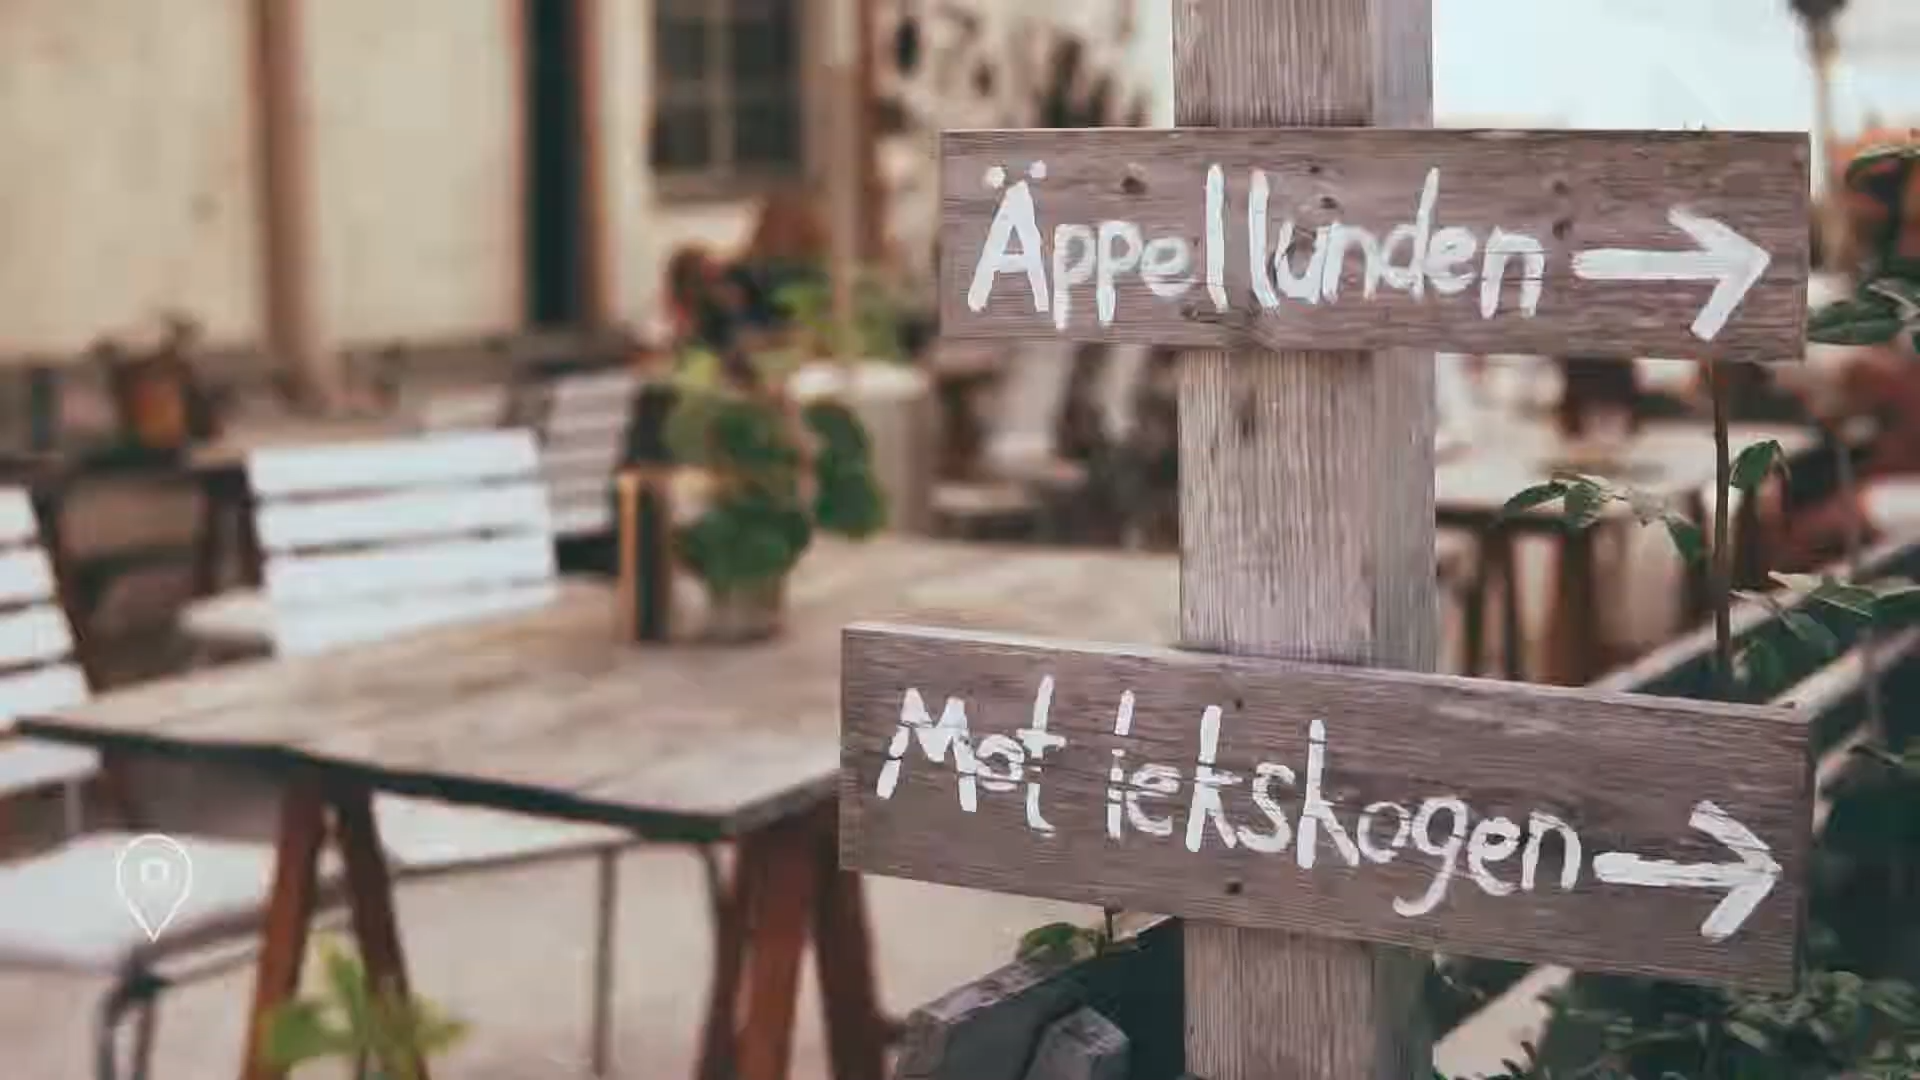 Äppellunden →
Mot lekskogen →